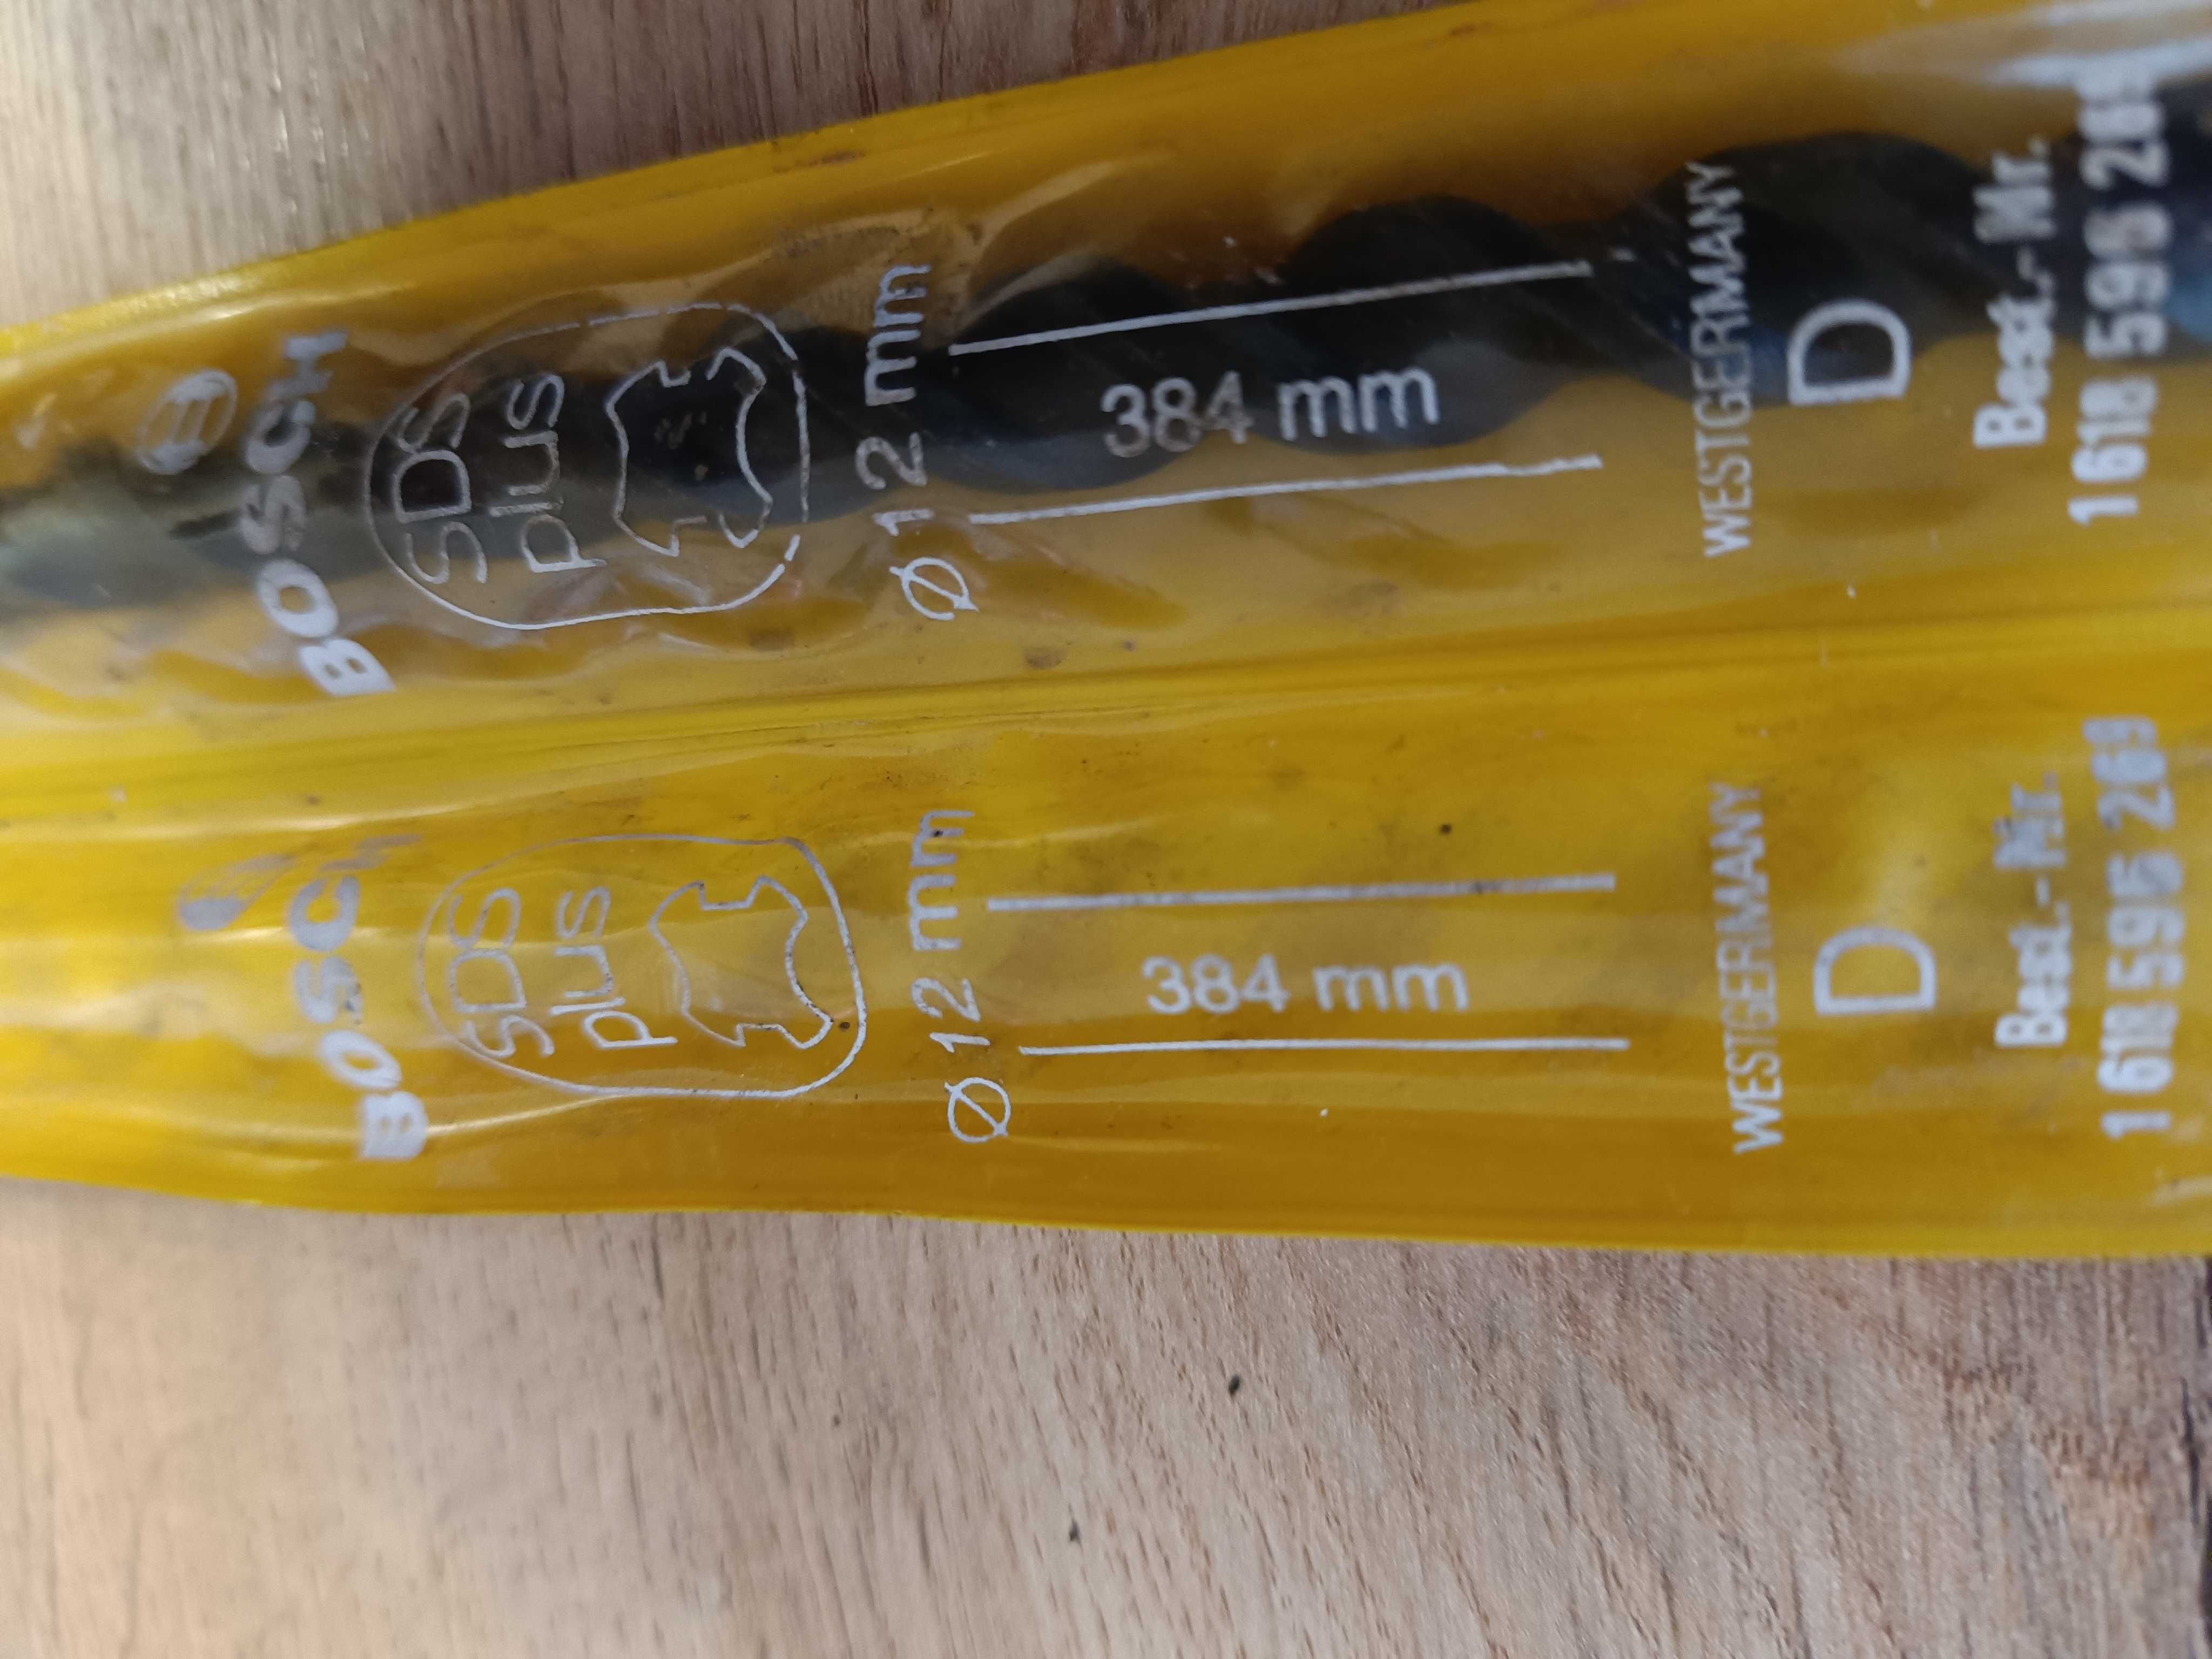 BOSCH
SDS
plus
Ø 12 mm
384 mm
WESTGERMANY
D
Best.-Nr.
1 618 596 269
BOSCH
SDS
plus
Ø 12 mm
384 mm
WESTGERMANY
D
Best.-Nr.
1 618 596 269